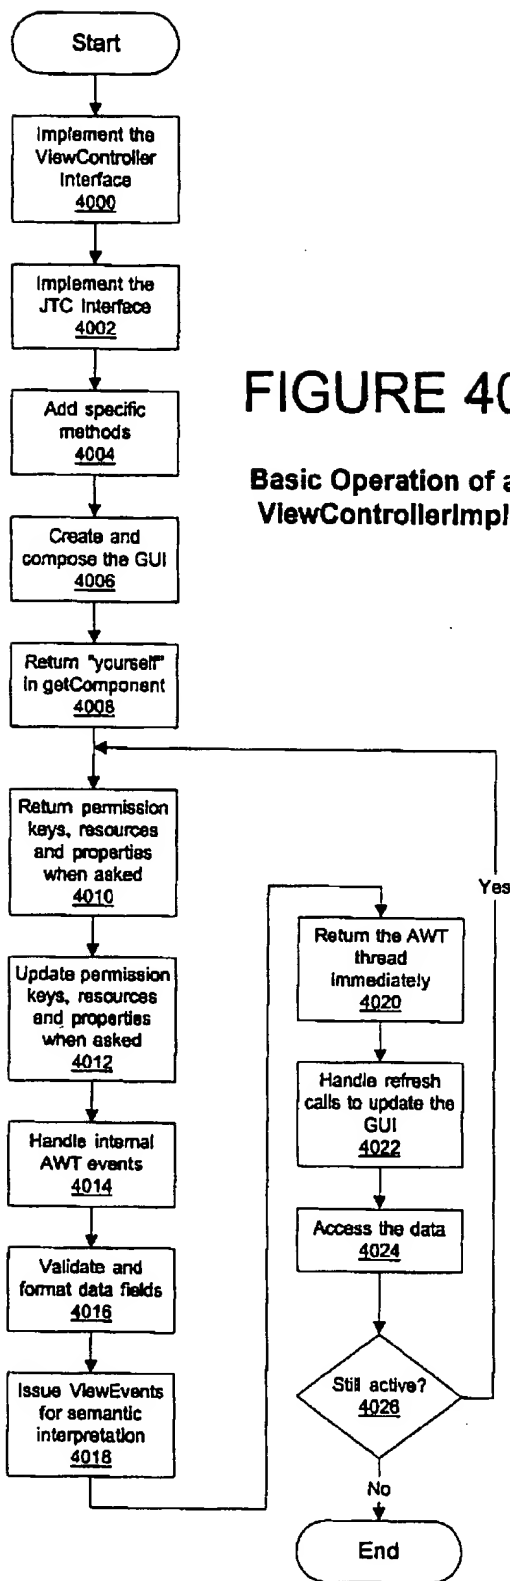 Start
Implement the
ViewController
Interface
4000
Implement the
JTC Interface
4002
Add specific
methods
4004
Create and
compose the GUI
4006
Return "yourself"
in getComponent
4008
Return permission
keys, resources
and properties
when asked
4010
Update permission
keys, resources
and properties
when asked
4012
Handle internal
AWT events
4014
Validate and
format data fields
4016
Issue ViewEvents
for semantic
interpretation
4018
FIGURE 40
Basic Operation of a
ViewControllerImpl
Return the AWT
thread
immediately
4020
Handle refresh
calls to update the
GUI
4022
Access the data
4024
Still active?
4026
Yes
No
End